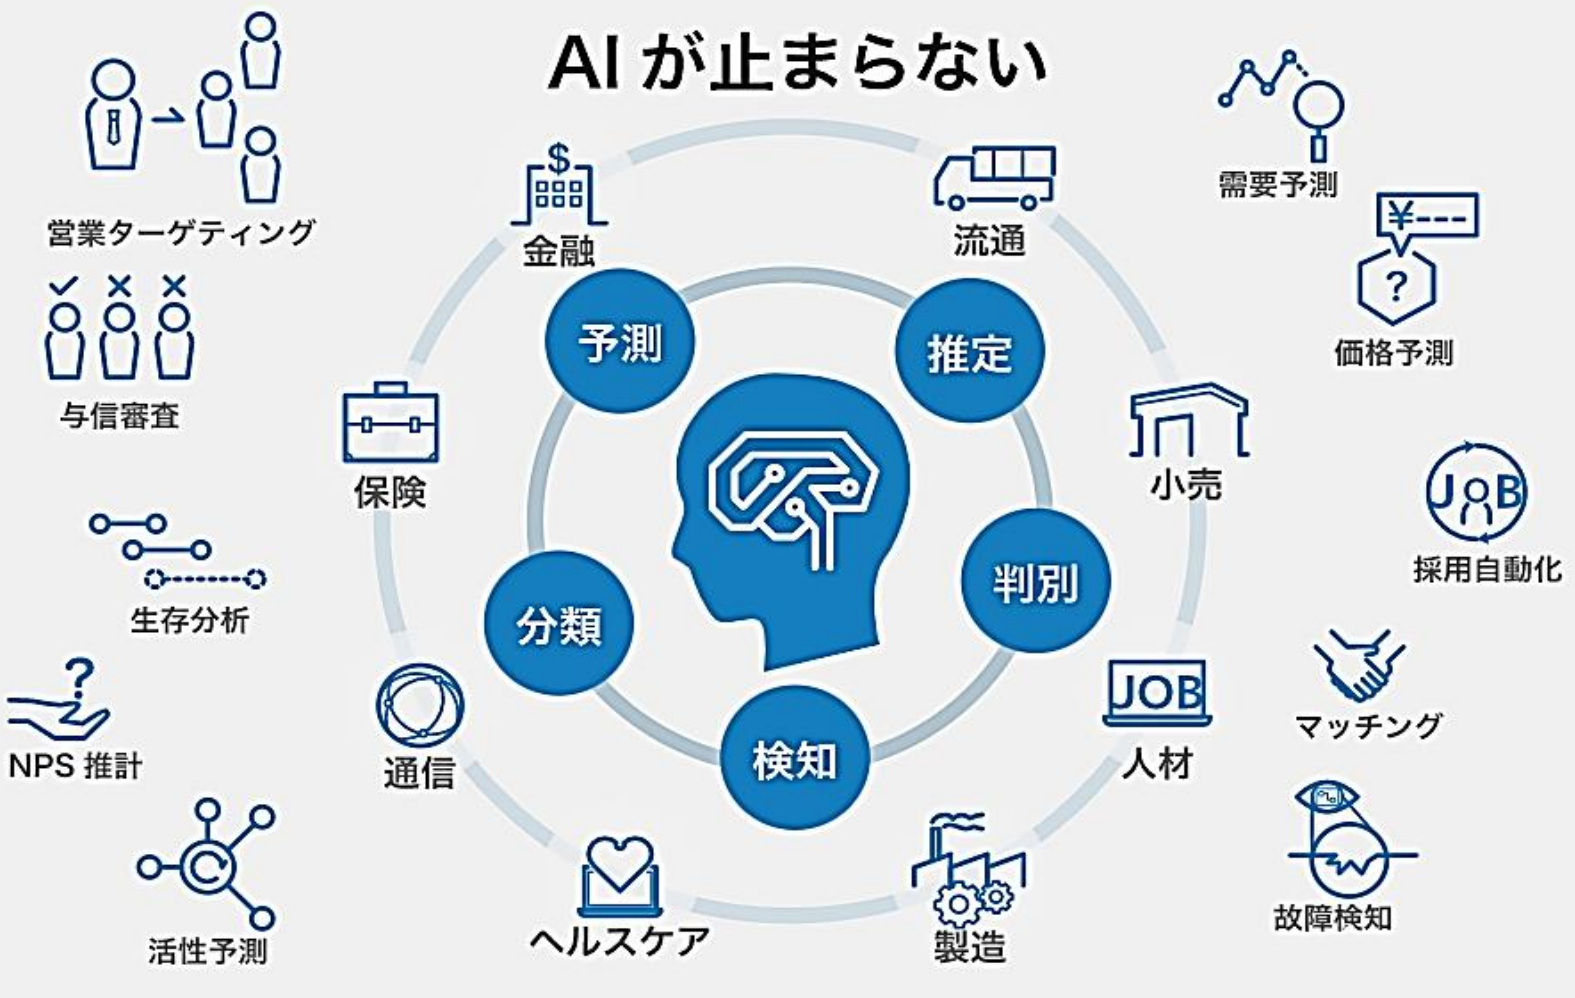 AI が止まらない
営業ターゲティング
与信審査
生存分析
NPS 推計
活性予測
$
金融
保険
通信
ヘルスケア
予測
推定
分類
判別
検知
流通
小売
JOB
人材
製造
需要予測
¥---
?
価格予測
JOB
採用自動化
マッチング
故障検知
?